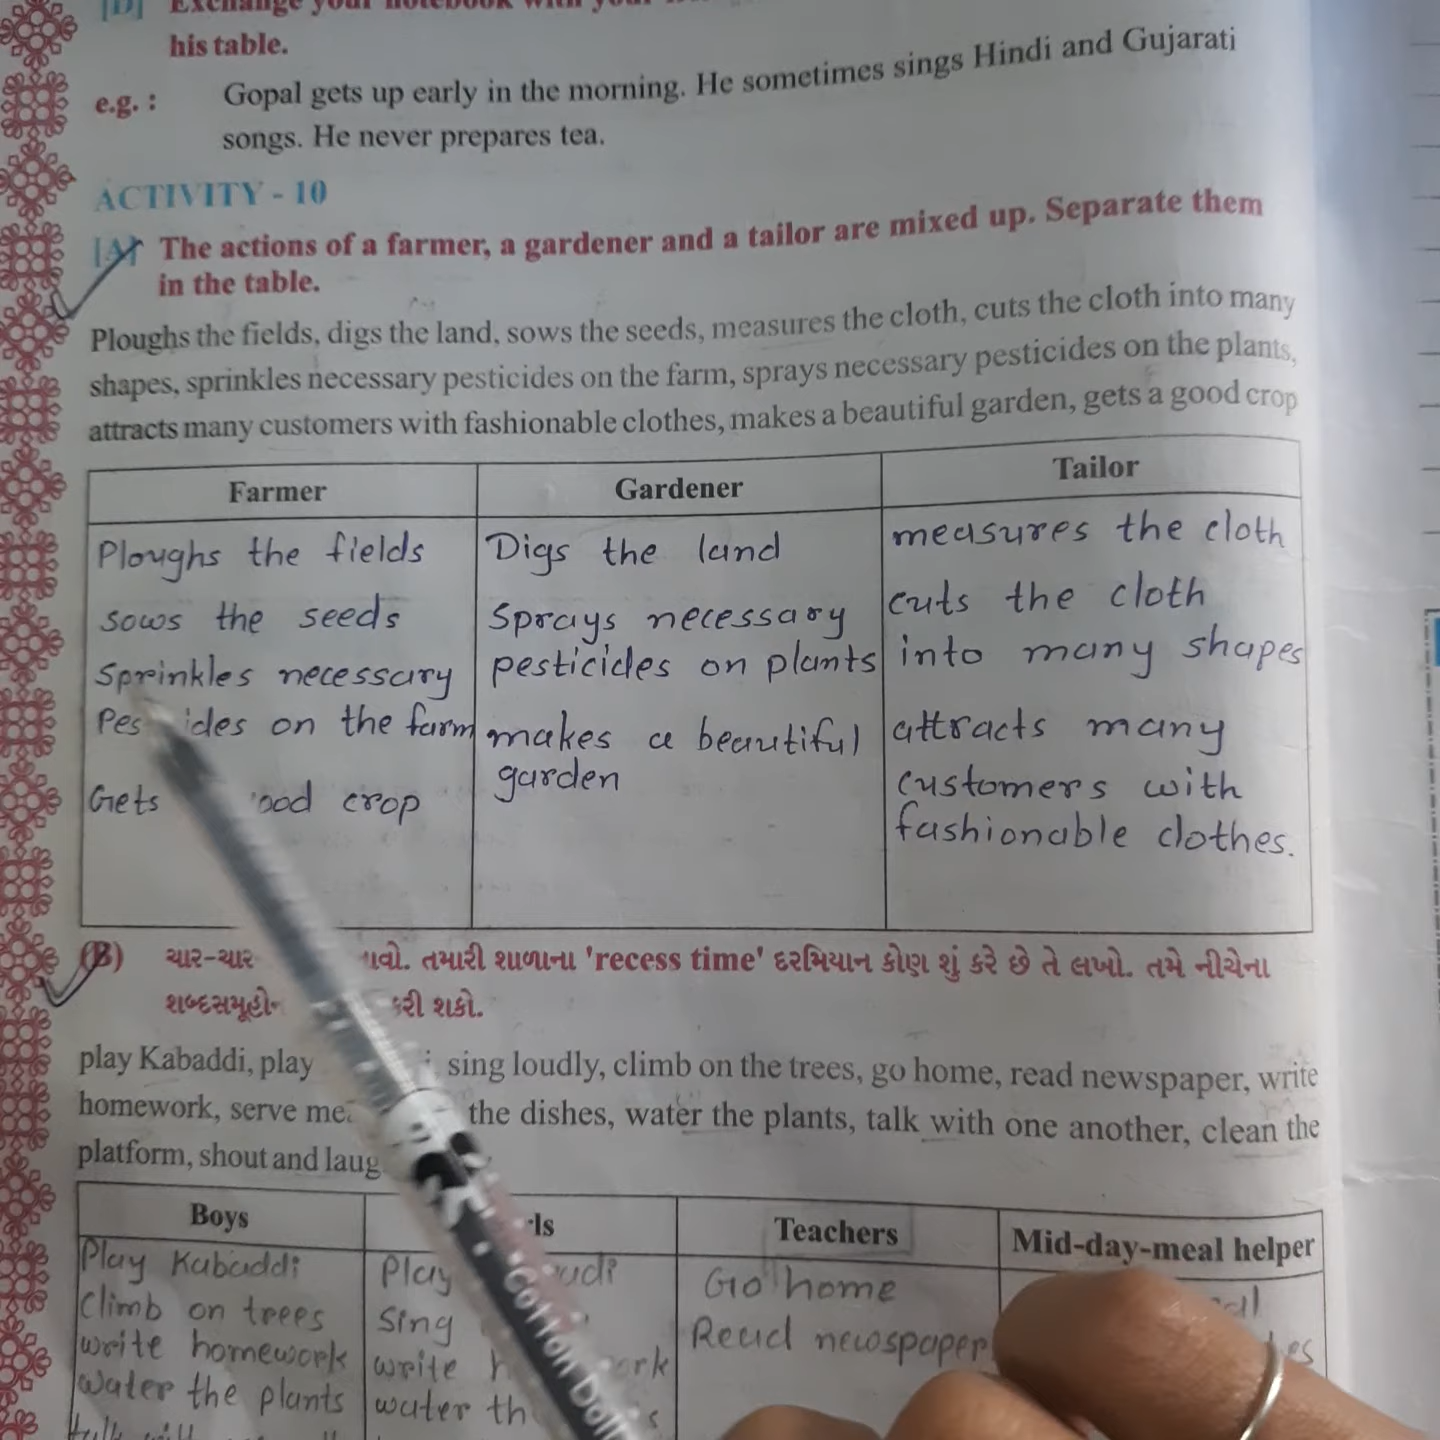 [D] Exchange your notebook with your
his table.
e.g. : Gopal gets up early in the morning. He sometimes sings Hindi and Gujarati
songs. He never prepares tea.
ACTIVITY - 10
[A] The actions of a farmer, a gardener and a tailor are mixed up. Separate them
in the table.
Ploughs the fields, digs the land, sows the seeds, measures the cloth, cuts the cloth into many
shapes, sprinkles necessary pesticides on the farm, sprays necessary pesticides on the plants,
attracts many customers with fashionable clothes, makes a beautiful garden, gets a good crop
Farmer
Ploughs the fields
sows the seeds
Sprinkles necessary
ides on the farm
Gets ood crop
Gardener
Digs the land
Sprays necessary
pesticides on plants
makes a beautiful
garden
Tailor
measures the cloth
cuts the cloth
into many shapes
attracts many
customers with
fashionable clothes.
(B) ચાર-ચાર તમારી શાળાના 'recess time' દરમિયાન કોણ શું કરે છે તે લખો. તમે નીચેના
કરી શકો.
play Kabaddi, play sing loudly, climb on the trees, go home, read newspaper, write
homework, serve the dishes, water the plants, talk with one another, clean the
platform, shout and
Boys
Play Kabaddi
Climb on trees
write homework
water the plants
Play
Sing
write
water
Teachers
Go home
Read newspaper
Mid-day-meal helper
Cotton